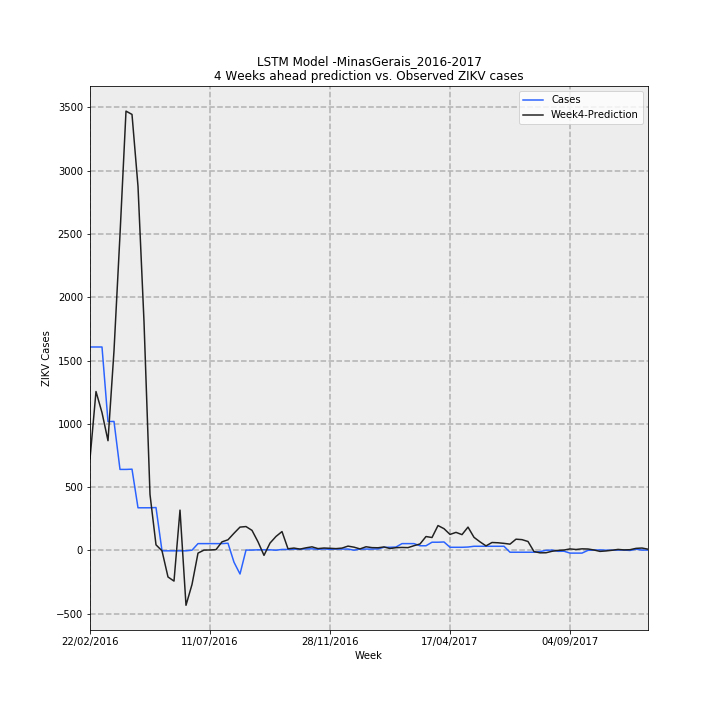 LSTM Model -MinasGerais_2016-2017
4 Weeks ahead prediction vs. Observed ZIKV cases
Cases
Week4-Prediction
3500
3000
2500
2000
1500
1000
500
0
−500
ZIKV Cases
22/02/2016 11/07/2016 28/11/2016 17/04/2017 04/09/2017
Week